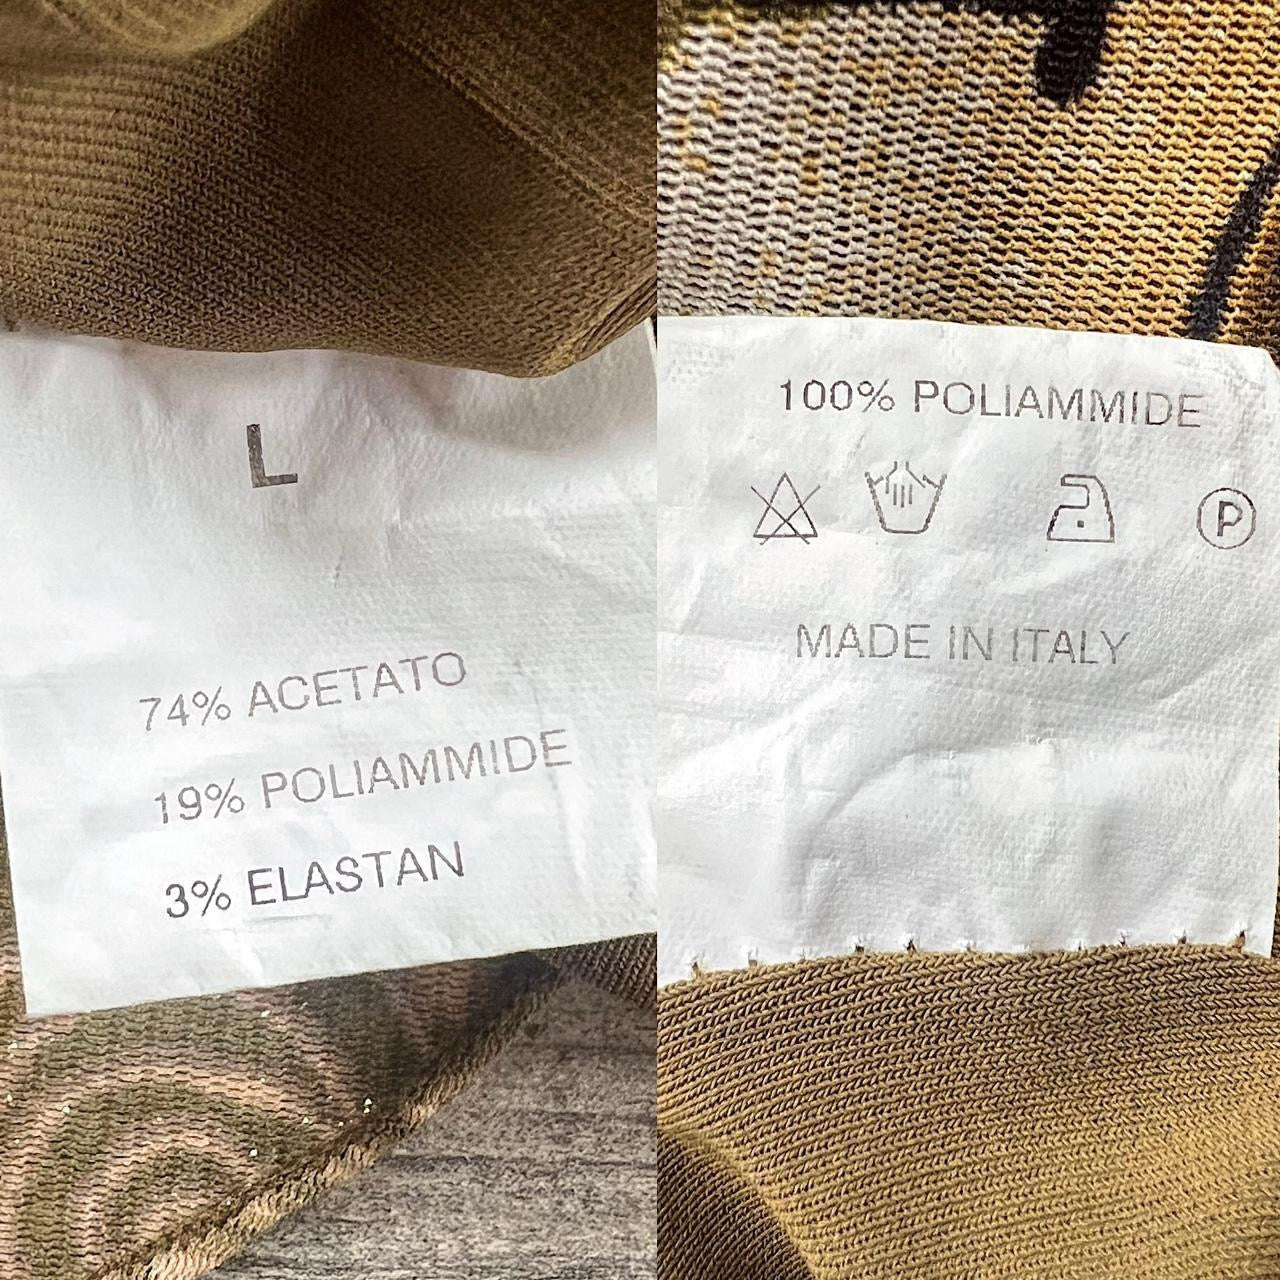 L
74% ACETATO
19% POLIAMMIDE
3% ELASTAN
100% POLIAMMIDE
P
MADE IN ITALY